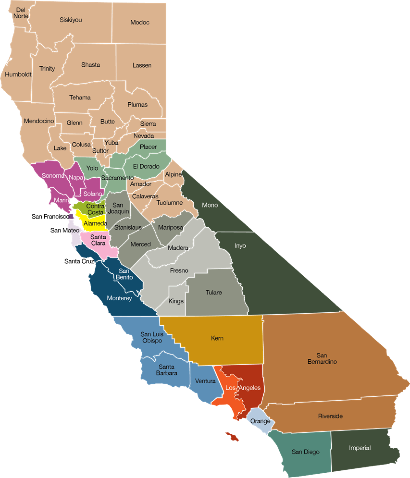 Del
Norte
Siskiyou
Modoc
Humboldt
Trinity
Shasta
Lassen
Tehama
Plumas
Mendocino
Glenn
Butte
Sierra
Nevada
Lake
Colusa
Yuba
Sutter
Placer
Sonoma
Napa
Yolo
El Dorado
Sacramento
Alpine
Amador
Solano
Marin
Calaveras
Contra
Costa
San
Joaquin
Tuolumne
Mono
San Francisco
Alameda
Stanislaus
Mariposa
San Mateo
Santa
Clara
Merced
Madera
Inyo
Santa Cruz
San
Benito
Fresno
Monterey
Kings
Tulare
San Luis
Obispo
Kern
San
Bernardino
Santa
Barbara
Ventura
Los Angeles
Orange
Riverside
San Diego
Imperial